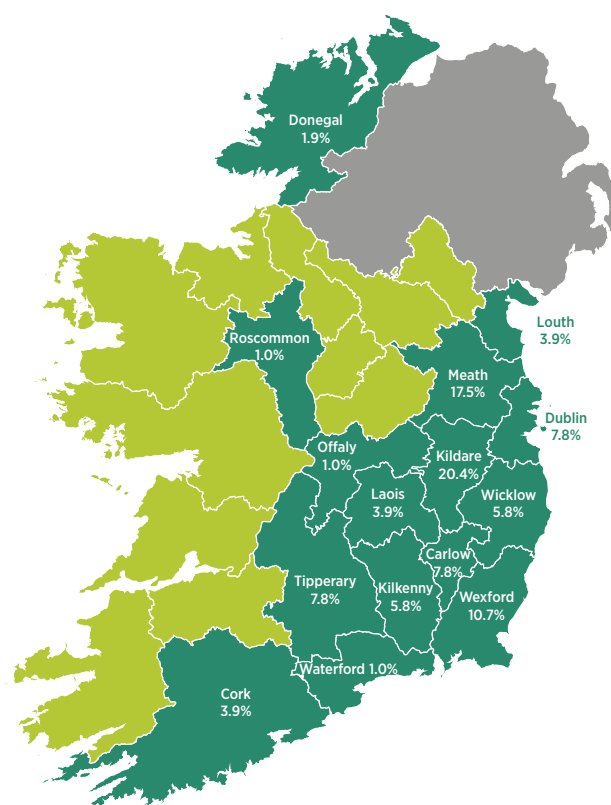 Donegal
1.9%
Louth
3.9%
Roscommon
1.0%
Meath
17.5%
Dublin
7.8%
Offaly
1.0%
Kildare
20.4%
Laois
3.9%
Wicklow
5.8%
Carlow
7.8%
Tipperary
7.8%
Kilkenny
5.8%
Wexford
10.7%
Waterford 1.0%
Cork
3.9%